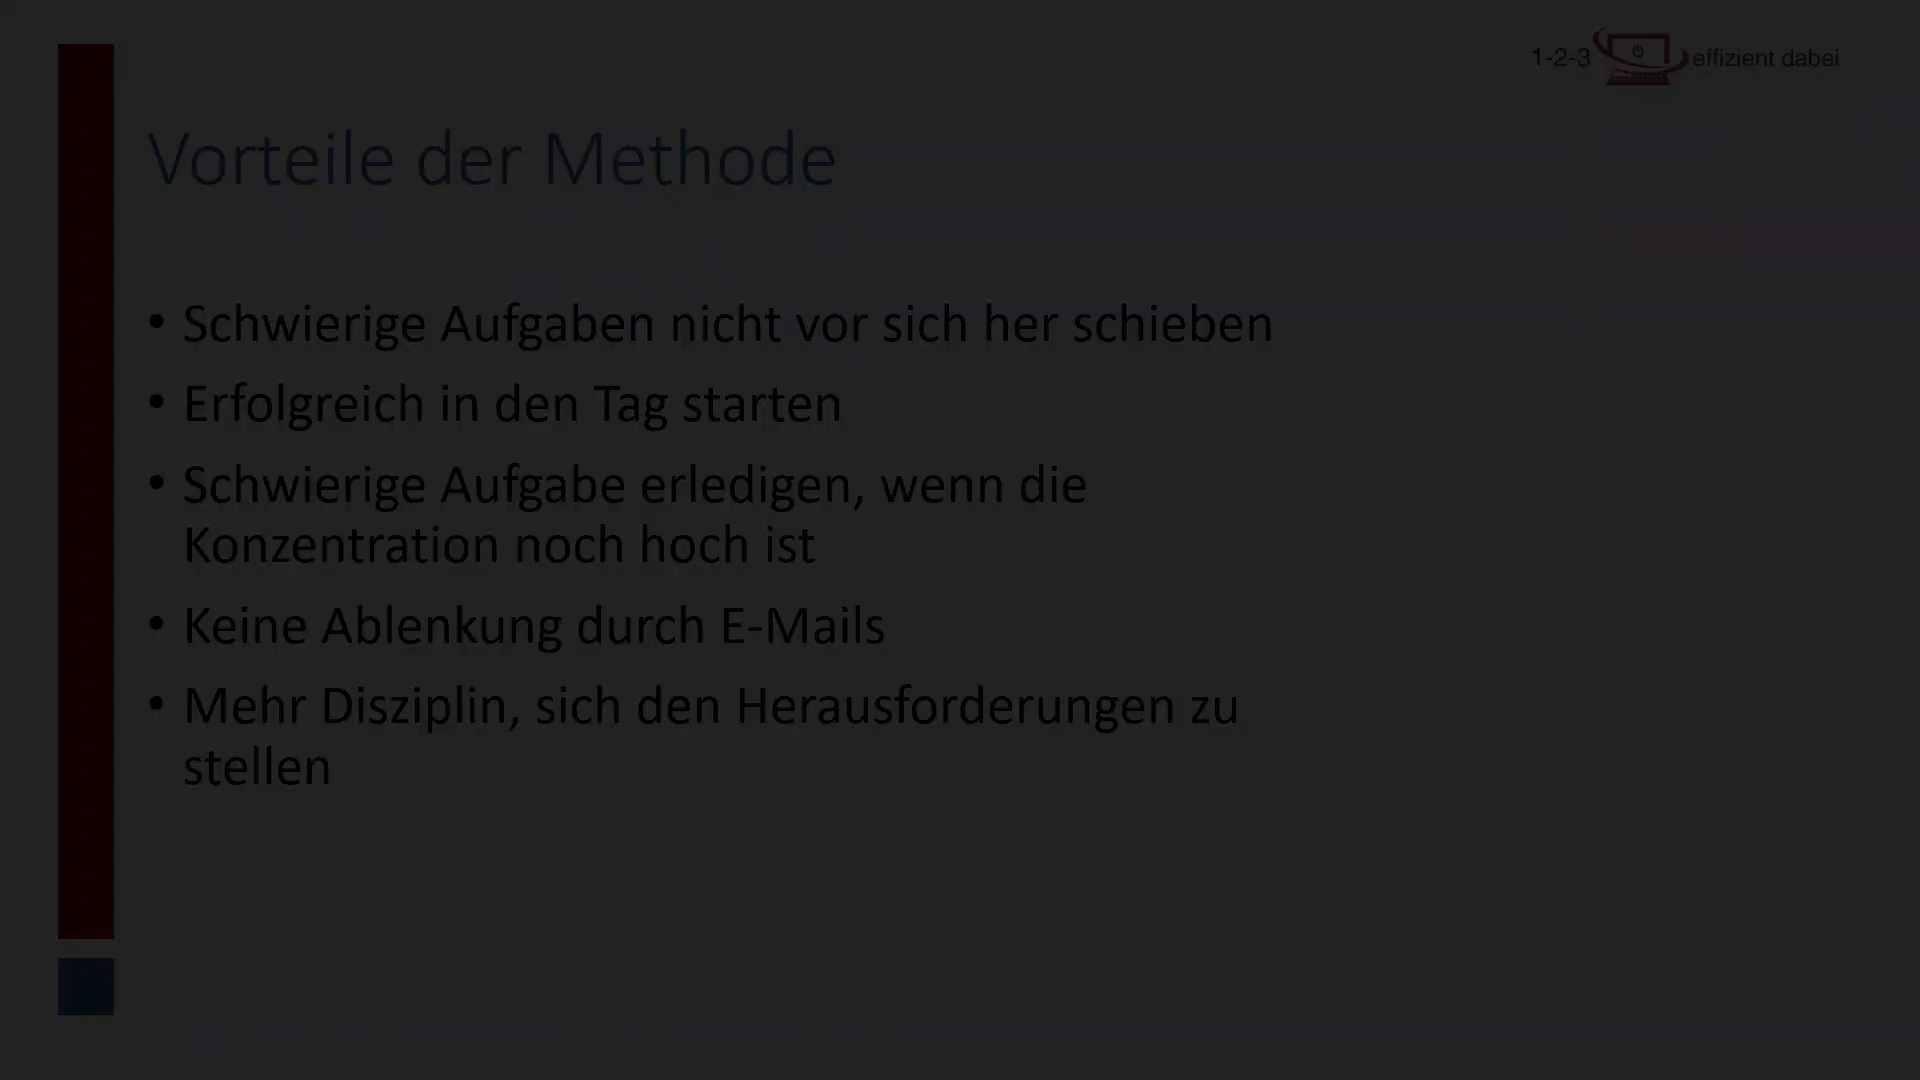 1-2-3 effizient dabei
Vorteile der Methode
• Schwierige Aufgaben nicht vor sich her schieben
• Erfolgreich in den Tag starten
• Schwierige Aufgabe erledigen, wenn die
Konzentration noch hoch ist
• Keine Ablenkung durch E-Mails
• Mehr Disziplin, sich den Herausforderungen zu
stellen